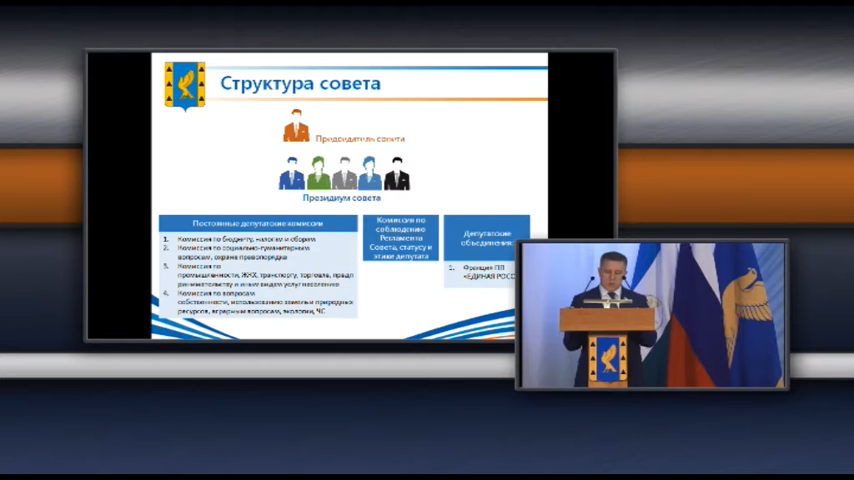 Структура совета
Председатель совета
Президиум совета
Постоянные депутатские комиссии
1. Комиссия по бюджету, налогам и сборам
2. Комиссия по социально-гуманитарным
вопросам, охране правопорядка
3. Комиссия по
промышленности, ЖКХ, транспорту, торговле, предп
ринимательству и иным видам услуг населению
4. Комиссия по вопросам
собственности, использованию земель и природных
ресурсов, аграрным вопросам, экологии, ЧС
Комиссия по
соблюдению
Регламента
Совета, статусу и
этике депутата
Депутатские
объединения
1. Фракция ПП
«ЕДИНАЯ РОСС